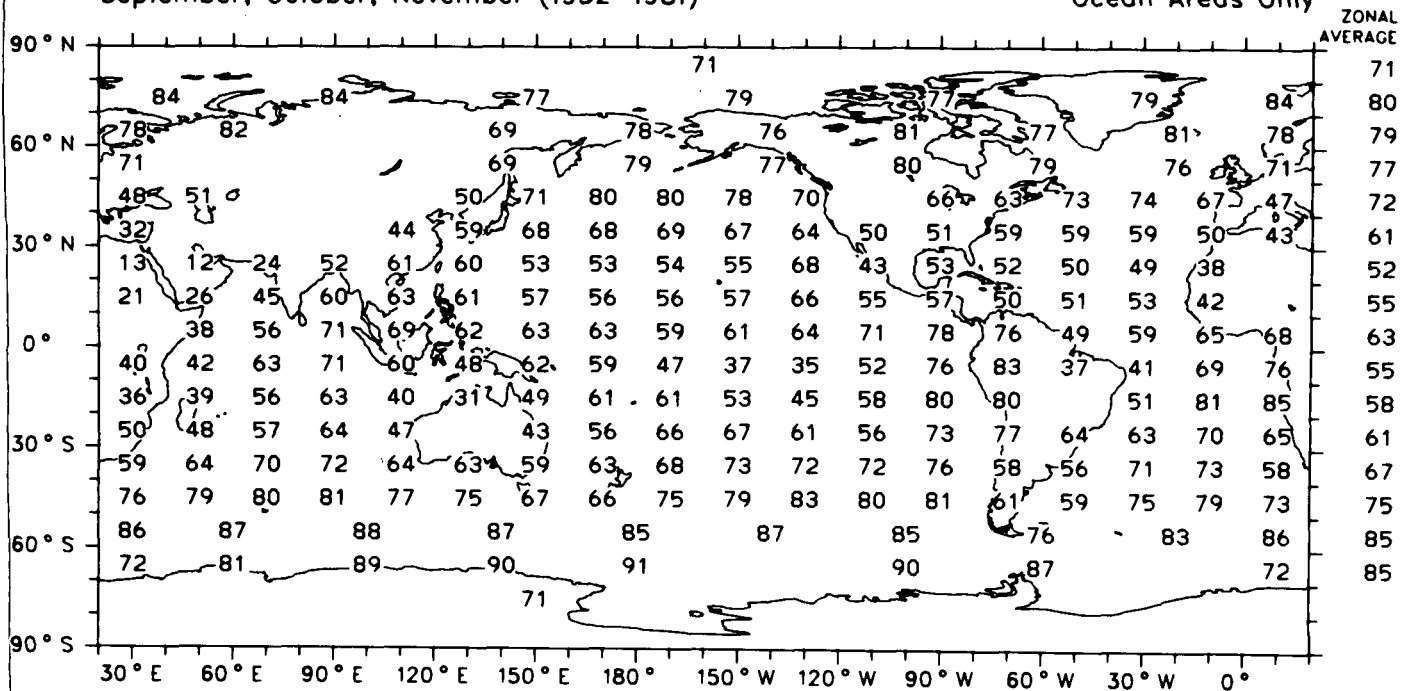 September, October, November (1952-1981) Ocean Areas Only
ZONAL
AVERAGE
90° N 71 71
84 84 77 79 77 79 84 80
78 82 69 78 76 81 77 81 78 79
60° N
71 69 79 77 80 79 76 71 77
48 51 50 71 80 80 78 70 66 63 73 74 67 47 72
32 44 59 68 68 69 67 64 50 51 59 59 59 50 43 61
30° N
13 12 24 52 61 60 53 53 54 55 68 43 53 52 50 49 38 52
21 26 45 60 63 61 57 56 56 57 66 55 57 50 51 53 42 55
0° 38 56 71 69 62 63 63 59 61 64 71 78 76 49 59 65 68 63
40 42 63 71 60 48 62 59 47 37 35 52 76 83 37 41 69 76 55
36 39 56 63 40 31 49 61 61 53 45 58 80 80 51 81 85 58
50 48 57 64 47 43 56 66 67 61 56 73 77 64 63 70 65 61
30° S
59 64 70 72 64 63 59 63 68 73 72 72 76 58 56 71 73 58 67
76 79 80 81 77 75 67 66 75 79 83 80 81 61 59 75 79 73 75
86 87 88 87 85 87 85 76 83 86 85
60° S
72 81 89 90 91 90 87 72 85
71
90° S
30° E 60° E 90° E 120° E 150° E 180° 150° W 120° W 90° W 60° W 30° W 0°